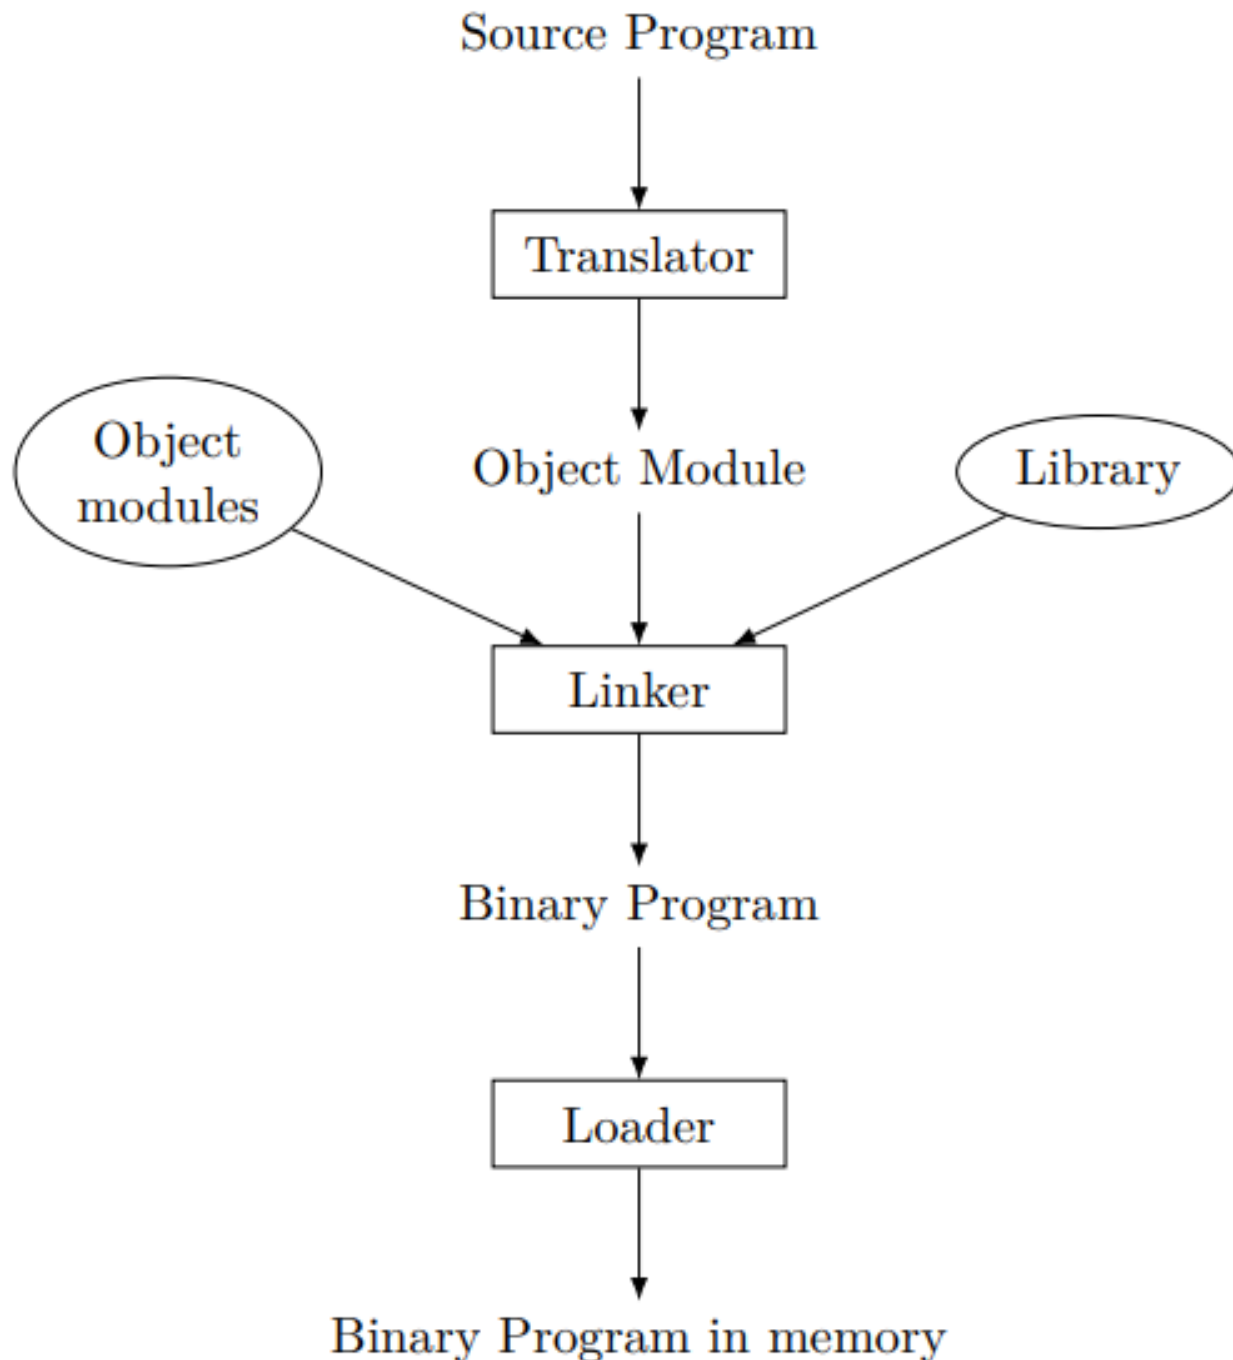 Source Program
Translator
Object
modules
Object Module
Library
Linker
Binary Program
Loader
Binary Program in memory